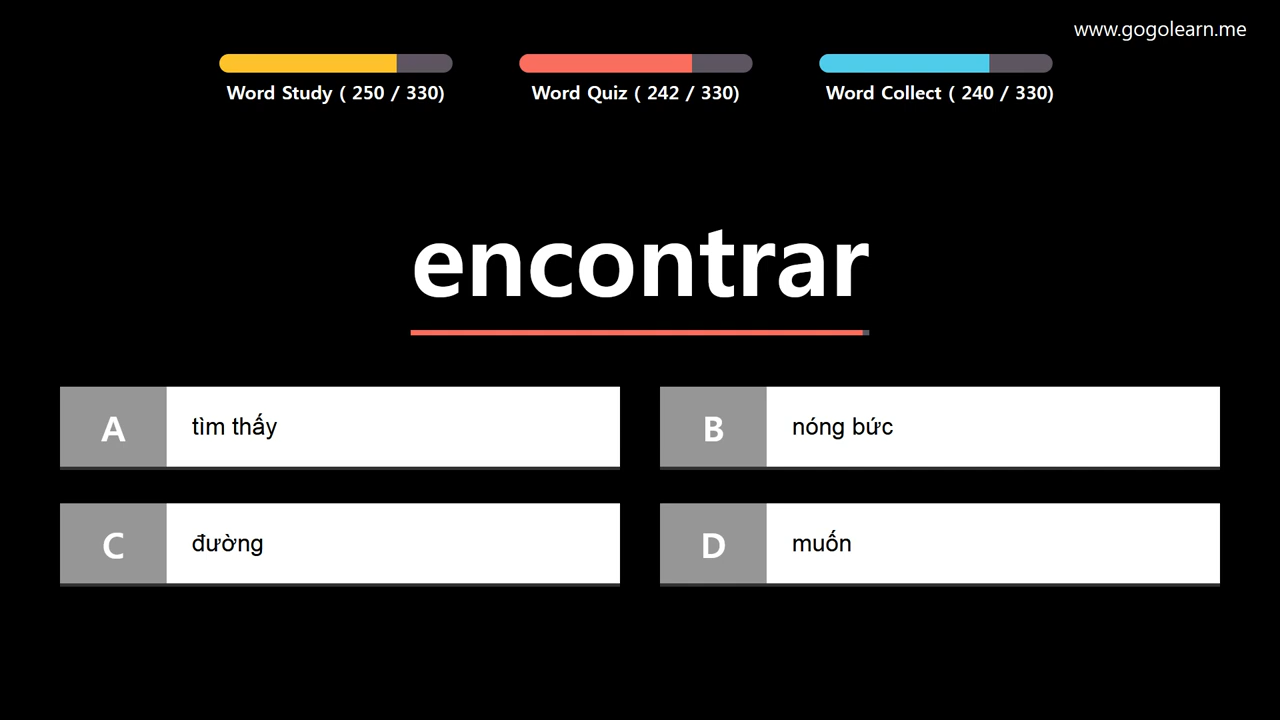 www.gogolearn.me
Word Study ( 250 / 330)
Word Quiz ( 242 / 330)
Word Collect ( 240 / 330)
encontrar
A
tìm thấy
B
nóng bức
C
đường
D
muốn